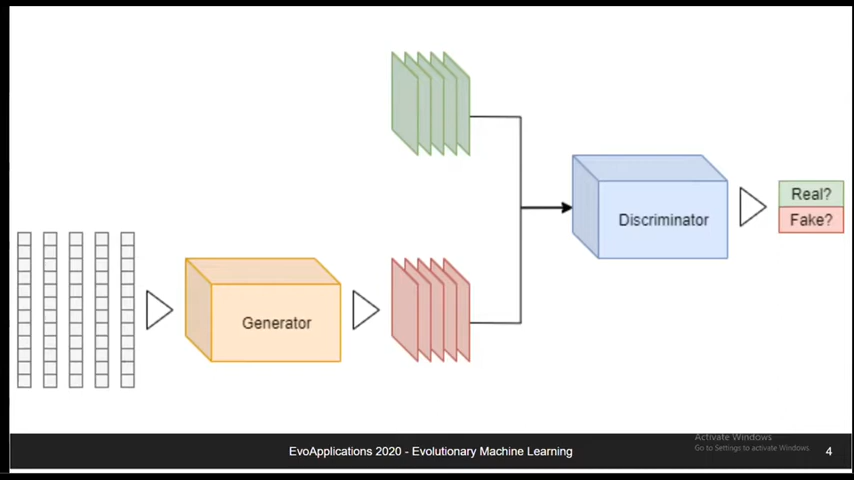 Real?
Discriminator
Fake?
Generator
Activate Windows
Go to Settings to activate Windows.
EvoApplications 2020 - Evolutionary Machine Learning
4